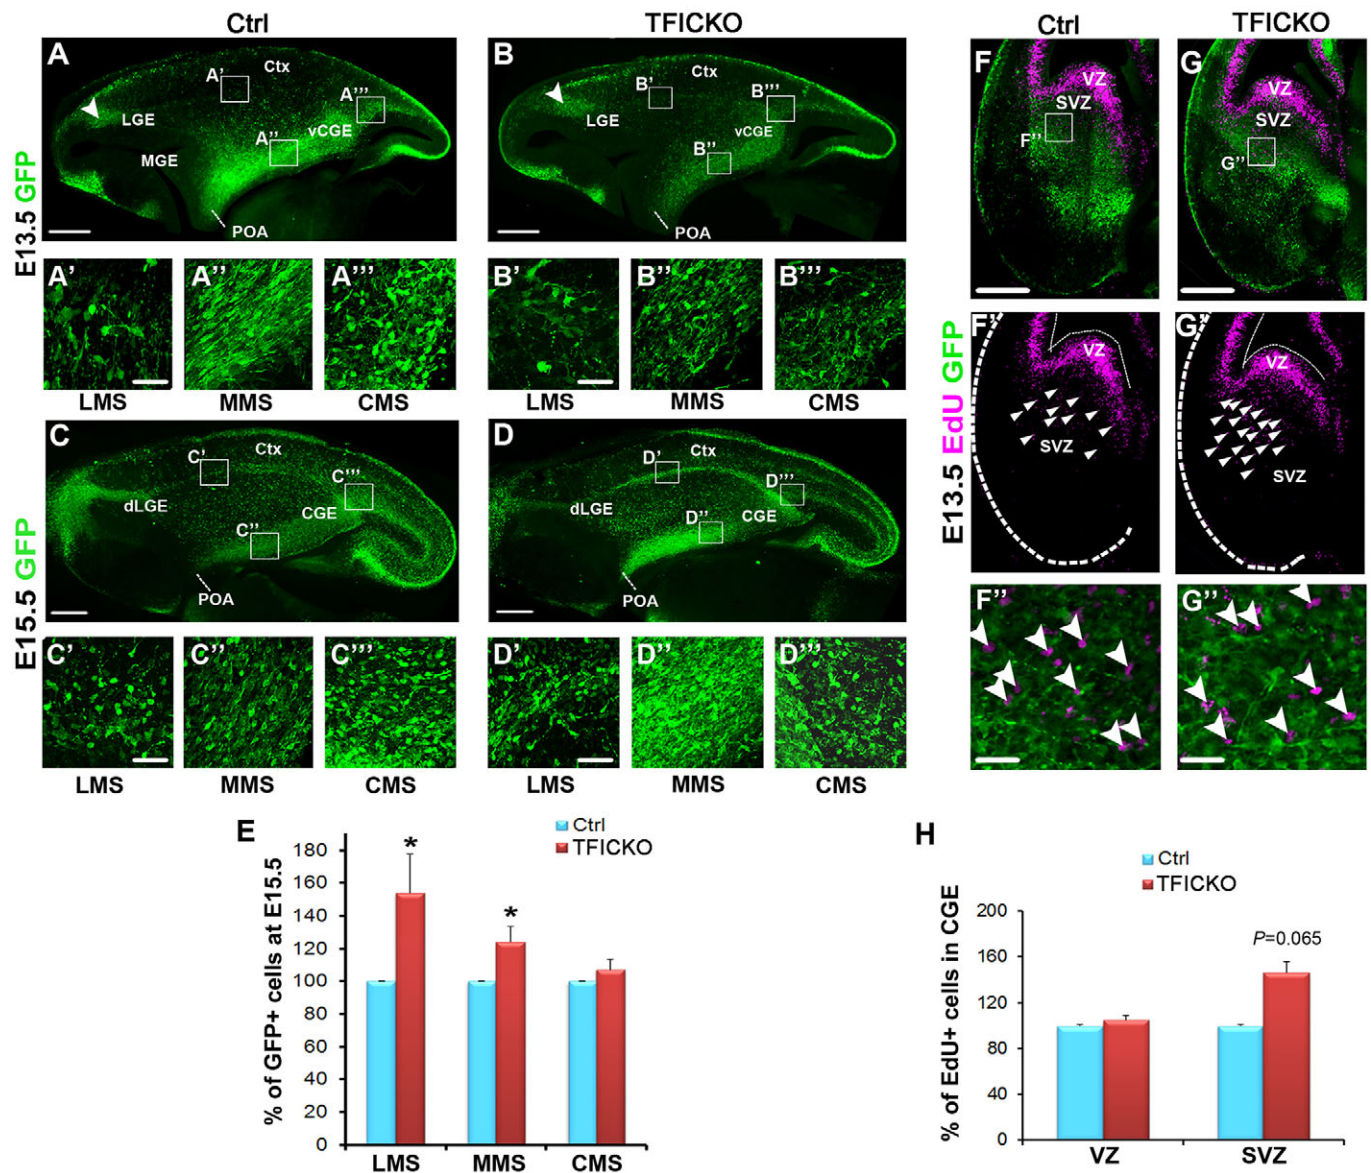 Ctrl
TFICKO
Ctrl
TFICKO
E13.5 GFP
A
A'
Ctx
A'''
LGE
vCGE
A''
MGE
POA
B
B'
Ctx
B'''
LGE
vCGE
B''
POA
A'
A''
A'''
B'
B''
B'''
LMS
MMS
CMS
LMS
MMS
CMS
E15.5 GFP
C
C'
Ctx
C'''
dLGE
CGE
C''
POA
D
D'
Ctx
D'''
dLGE
D''
CGE
POA
C'
C''
C'''
D'
D''
D'''
LMS
MMS
CMS
LMS
MMS
CMS
E13.5 EdU GFP
F
VZ
SVZ
F''
G
VZ
SVZ
G''
F'
VZ
SVZ
G'
VZ
SVZ
F''
G''
E
Ctrl
TFICKO
% of GFP+ cells at E15.5
180
160
140
120
100
80
60
40
20
0
*
*
LMS
MMS
CMS
H
Ctrl
TFICKO
% of EdU+ cells in CGE
200
160
120
80
40
0
P=0.065
VZ
SVZ